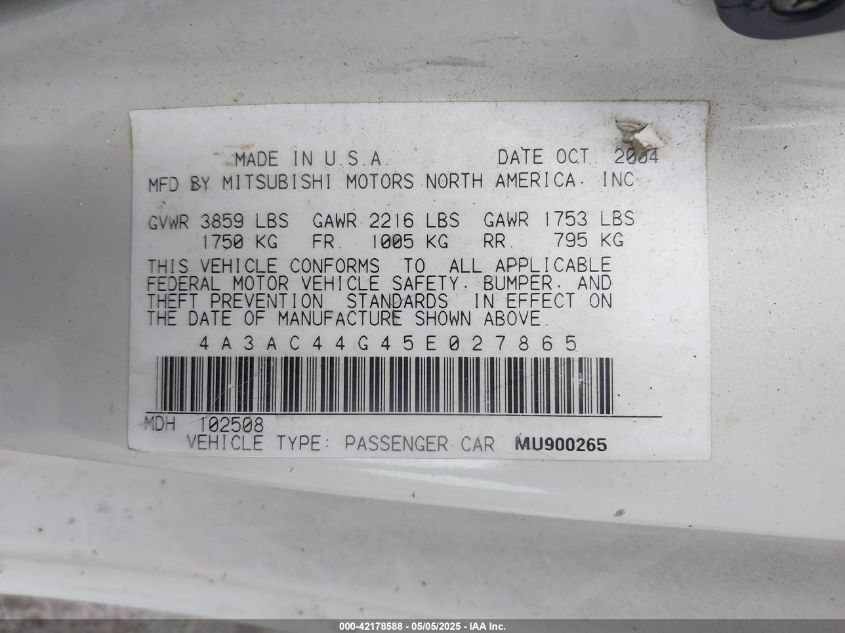 MADE IN U.S.A. DATE OCT. 2004
MFD BY MITSUBISHI MOTORS NORTH AMERICA. INC
GVWR 3859 LBS GAWR 2216 LBS GAWR 1753 LBS
1750 KG FR. 1005 KG RR. 795 KG
THIS VEHICLE CONFORMS TO ALL APPLICABLE
FEDERAL MOTOR VEHICLE SAFETY. BUMPER. AND
THEFT PREVENTION STANDARDS IN EFFECT ON
THE DATE OF MANUFACTURE SHOWN ABOVE.
4A3AC44G45E027865
MDH 102508
VEHICLE TYPE: PASSENGER CAR MU900265
000-42178588 - 05/05/2025 - IAA Inc.